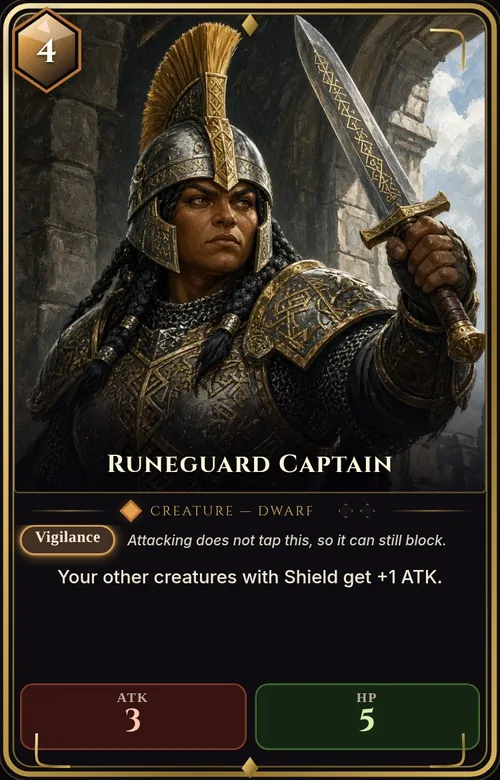 4
Runeguard Captain
CREATURE — DWARF
Vigilance Attacking does not tap this, so it can still block.
Your other creatures with Shield get +1 ATK.
ATK
3
HP
5